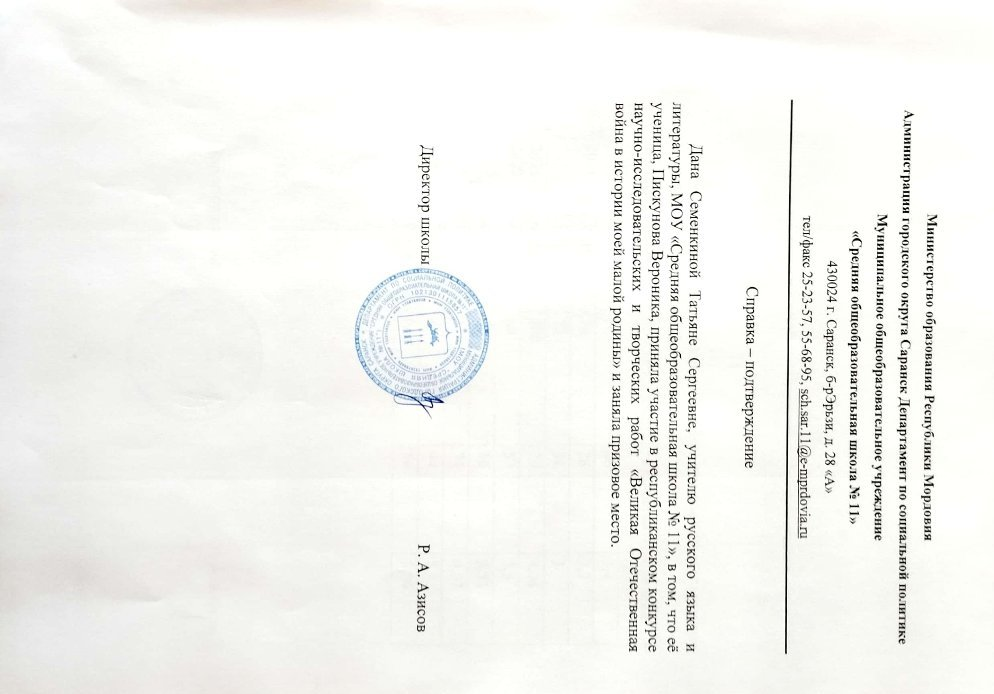 Министерство образования Республики Мордовия
Администрация городского округа Саранск Департамент по социальной политике
Муниципальное общеобразовательное учреждение
«Средняя общеобразовательная школа № 11»
430024 г. Саранск, б-рЭрьзи, д. 28 «А»
тел/факс 25-23-57, 55-68-95, sch.sar.11@e-mprdovia.ru
Справка – подтверждение
Дана Семенкиной Татьяне Сергеевне, учителю русского языка и
литературы, МОУ «Средняя общеобразовательная школа № 11», в том, что её
ученица, Пискунова Вероника, приняла участие в республиканском конкурсе
научно-исследовательских и творческих работ «Великая Отечественная
война в истории моей малой родины» и заняла призовое место.
Директор школы
Р. А. Азисов